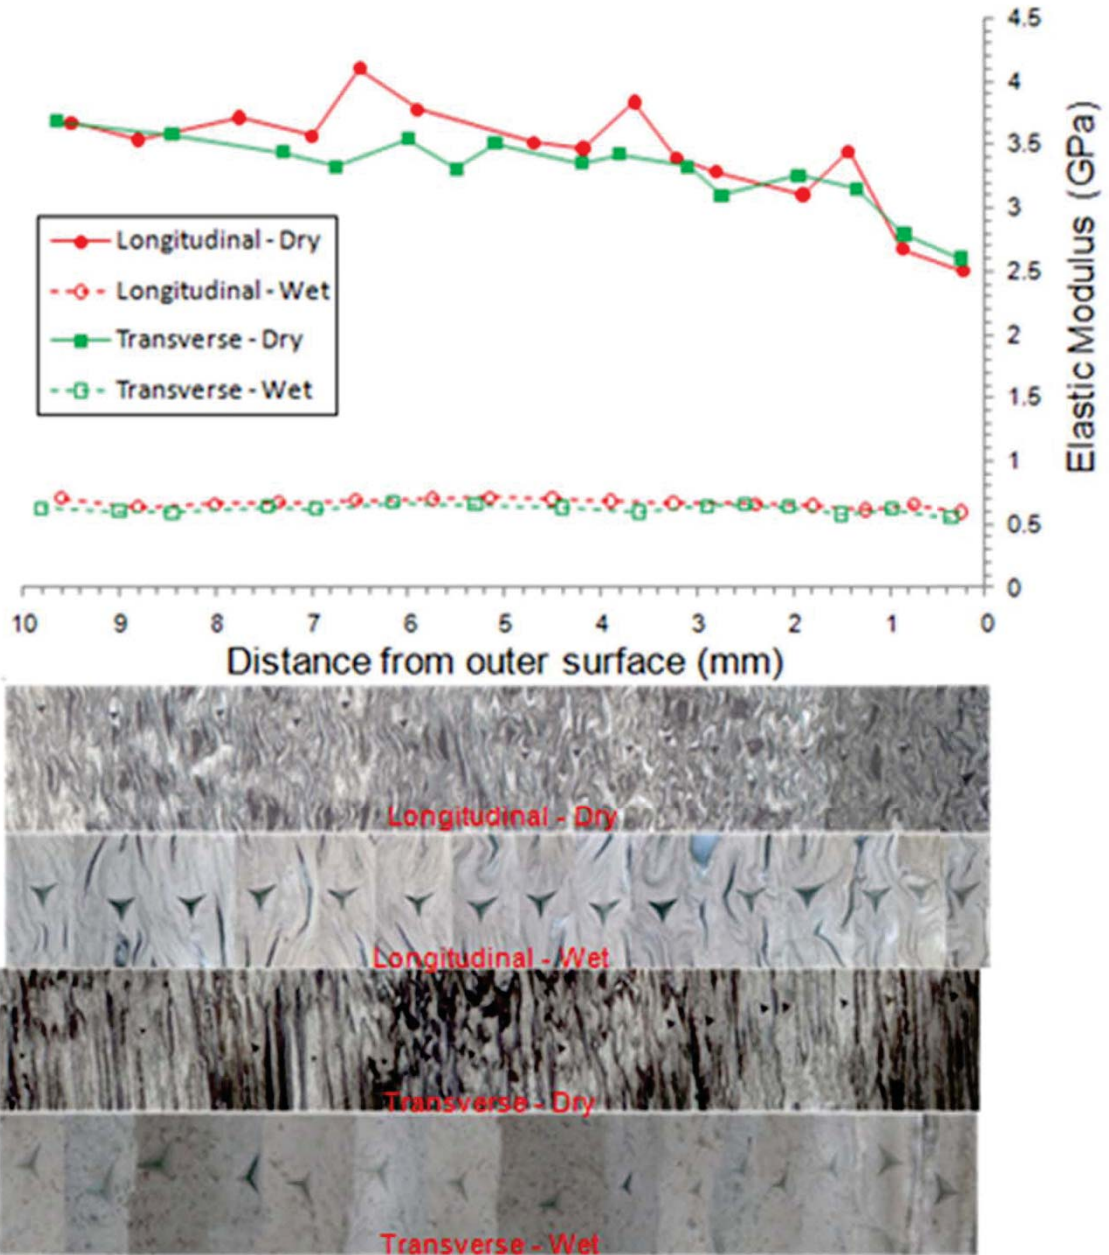 4.5
4
3.5
3
2.5
2
1.5
1
0.5
0
Elastic Modulus (GPa)
Longitudinal - Dry
Longitudinal - Wet
Transverse - Dry
Transverse - Wet
10 9 8 7 6 5 4 3 2 1 0
Distance from outer surface (mm)
Longitudinal - Dry
Longitudinal - Wet
Transverse - Dry
Transverse - Wet